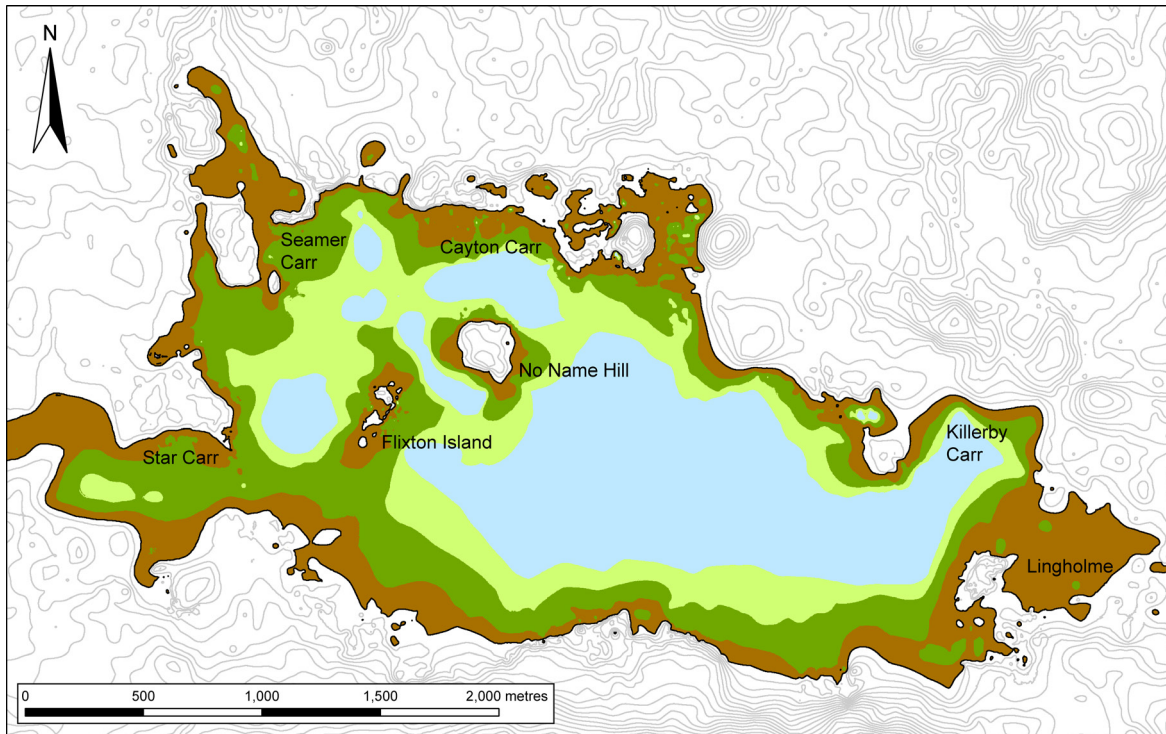 N
Seamer
Carr
Cayton Carr
No Name Hill
Flixton Island
Star Carr
Killerby
Carr
Lingholme
0 500 1,000 1,500 2,000 metres